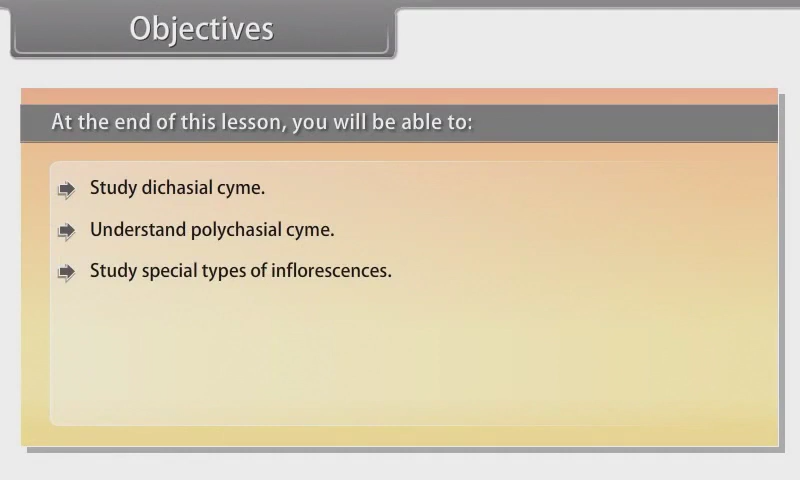 Objectives
At the end of this lesson, you will be able to:
Study dichasial cyme.
Understand polychasial cyme.
Study special types of inflorescences.